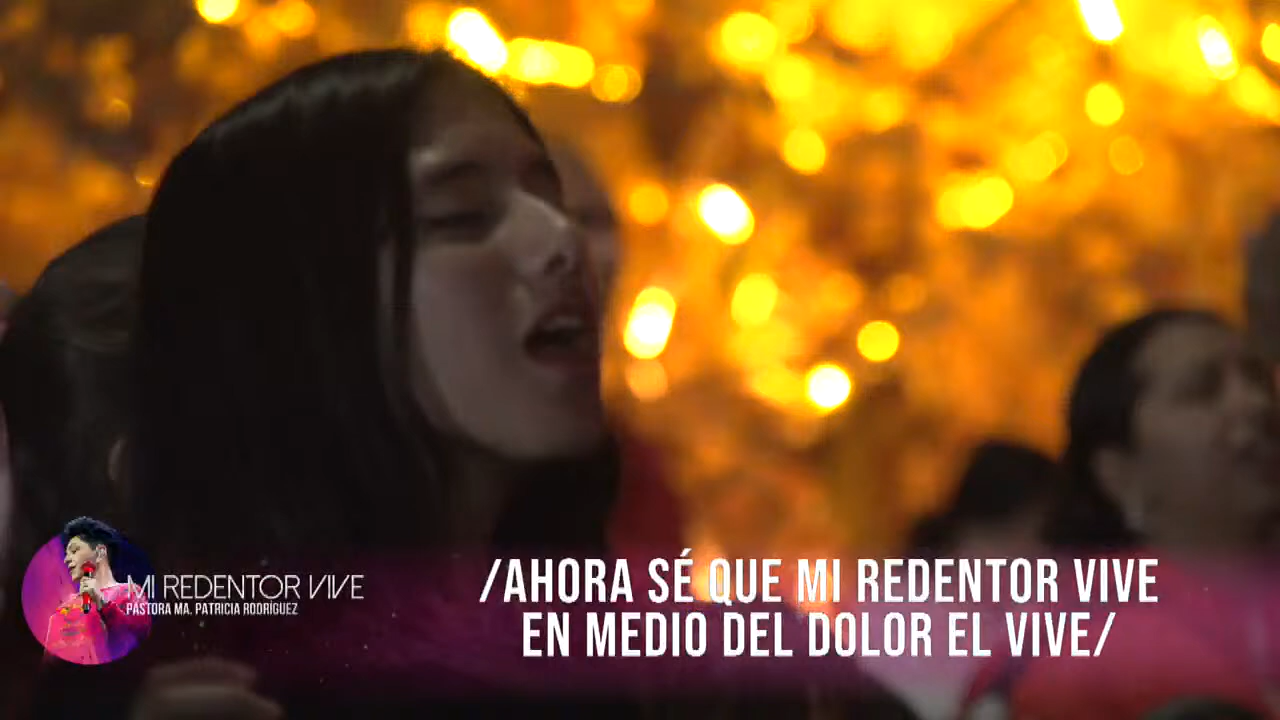 MI REDENTOR VIVE
PASTORA MA. PATRICIA RODRÍGUEZ
/AHORA SÉ QUE MI REDENTOR VIVE
EN MEDIO DEL DOLOR EL VIVE/